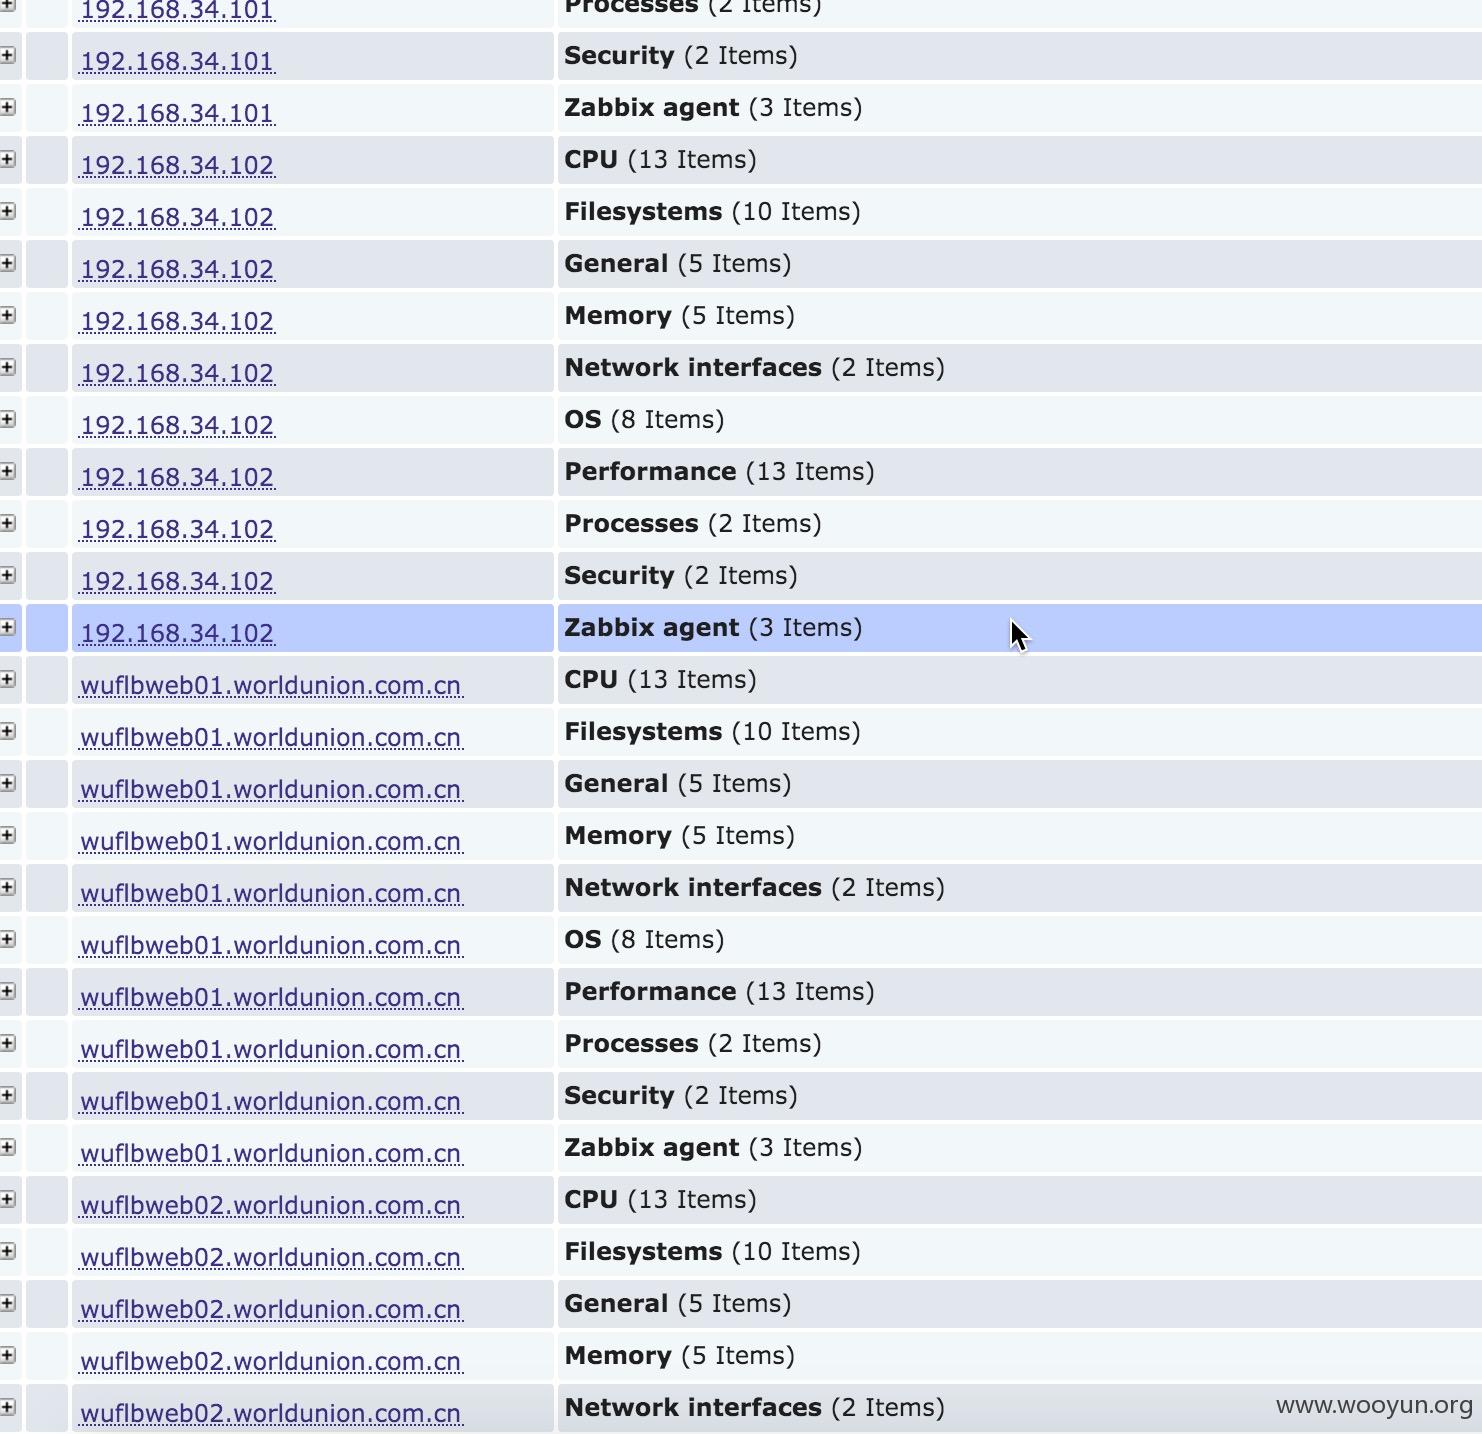 192.168.34.101 Processes (2 Items)
192.168.34.101 Security (2 Items)
192.168.34.101 Zabbix agent (3 Items)
192.168.34.102 CPU (13 Items)
192.168.34.102 Filesystems (10 Items)
192.168.34.102 General (5 Items)
192.168.34.102 Memory (5 Items)
192.168.34.102 Network interfaces (2 Items)
192.168.34.102 OS (8 Items)
192.168.34.102 Performance (13 Items)
192.168.34.102 Processes (2 Items)
192.168.34.102 Security (2 Items)
192.168.34.102 Zabbix agent (3 Items)
wuflbweb01.worldunion.com.cn CPU (13 Items)
wuflbweb01.worldunion.com.cn Filesystems (10 Items)
wuflbweb01.worldunion.com.cn General (5 Items)
wuflbweb01.worldunion.com.cn Memory (5 Items)
wuflbweb01.worldunion.com.cn Network interfaces (2 Items)
wuflbweb01.worldunion.com.cn OS (8 Items)
wuflbweb01.worldunion.com.cn Performance (13 Items)
wuflbweb01.worldunion.com.cn Processes (2 Items)
wuflbweb01.worldunion.com.cn Security (2 Items)
wuflbweb01.worldunion.com.cn Zabbix agent (3 Items)
wuflbweb02.worldunion.com.cn CPU (13 Items)
wuflbweb02.worldunion.com.cn Filesystems (10 Items)
wuflbweb02.worldunion.com.cn General (5 Items)
wuflbweb02.worldunion.com.cn Memory (5 Items)
wuflbweb02.worldunion.com.cn Network interfaces (2 Items)
www.wooyun.org